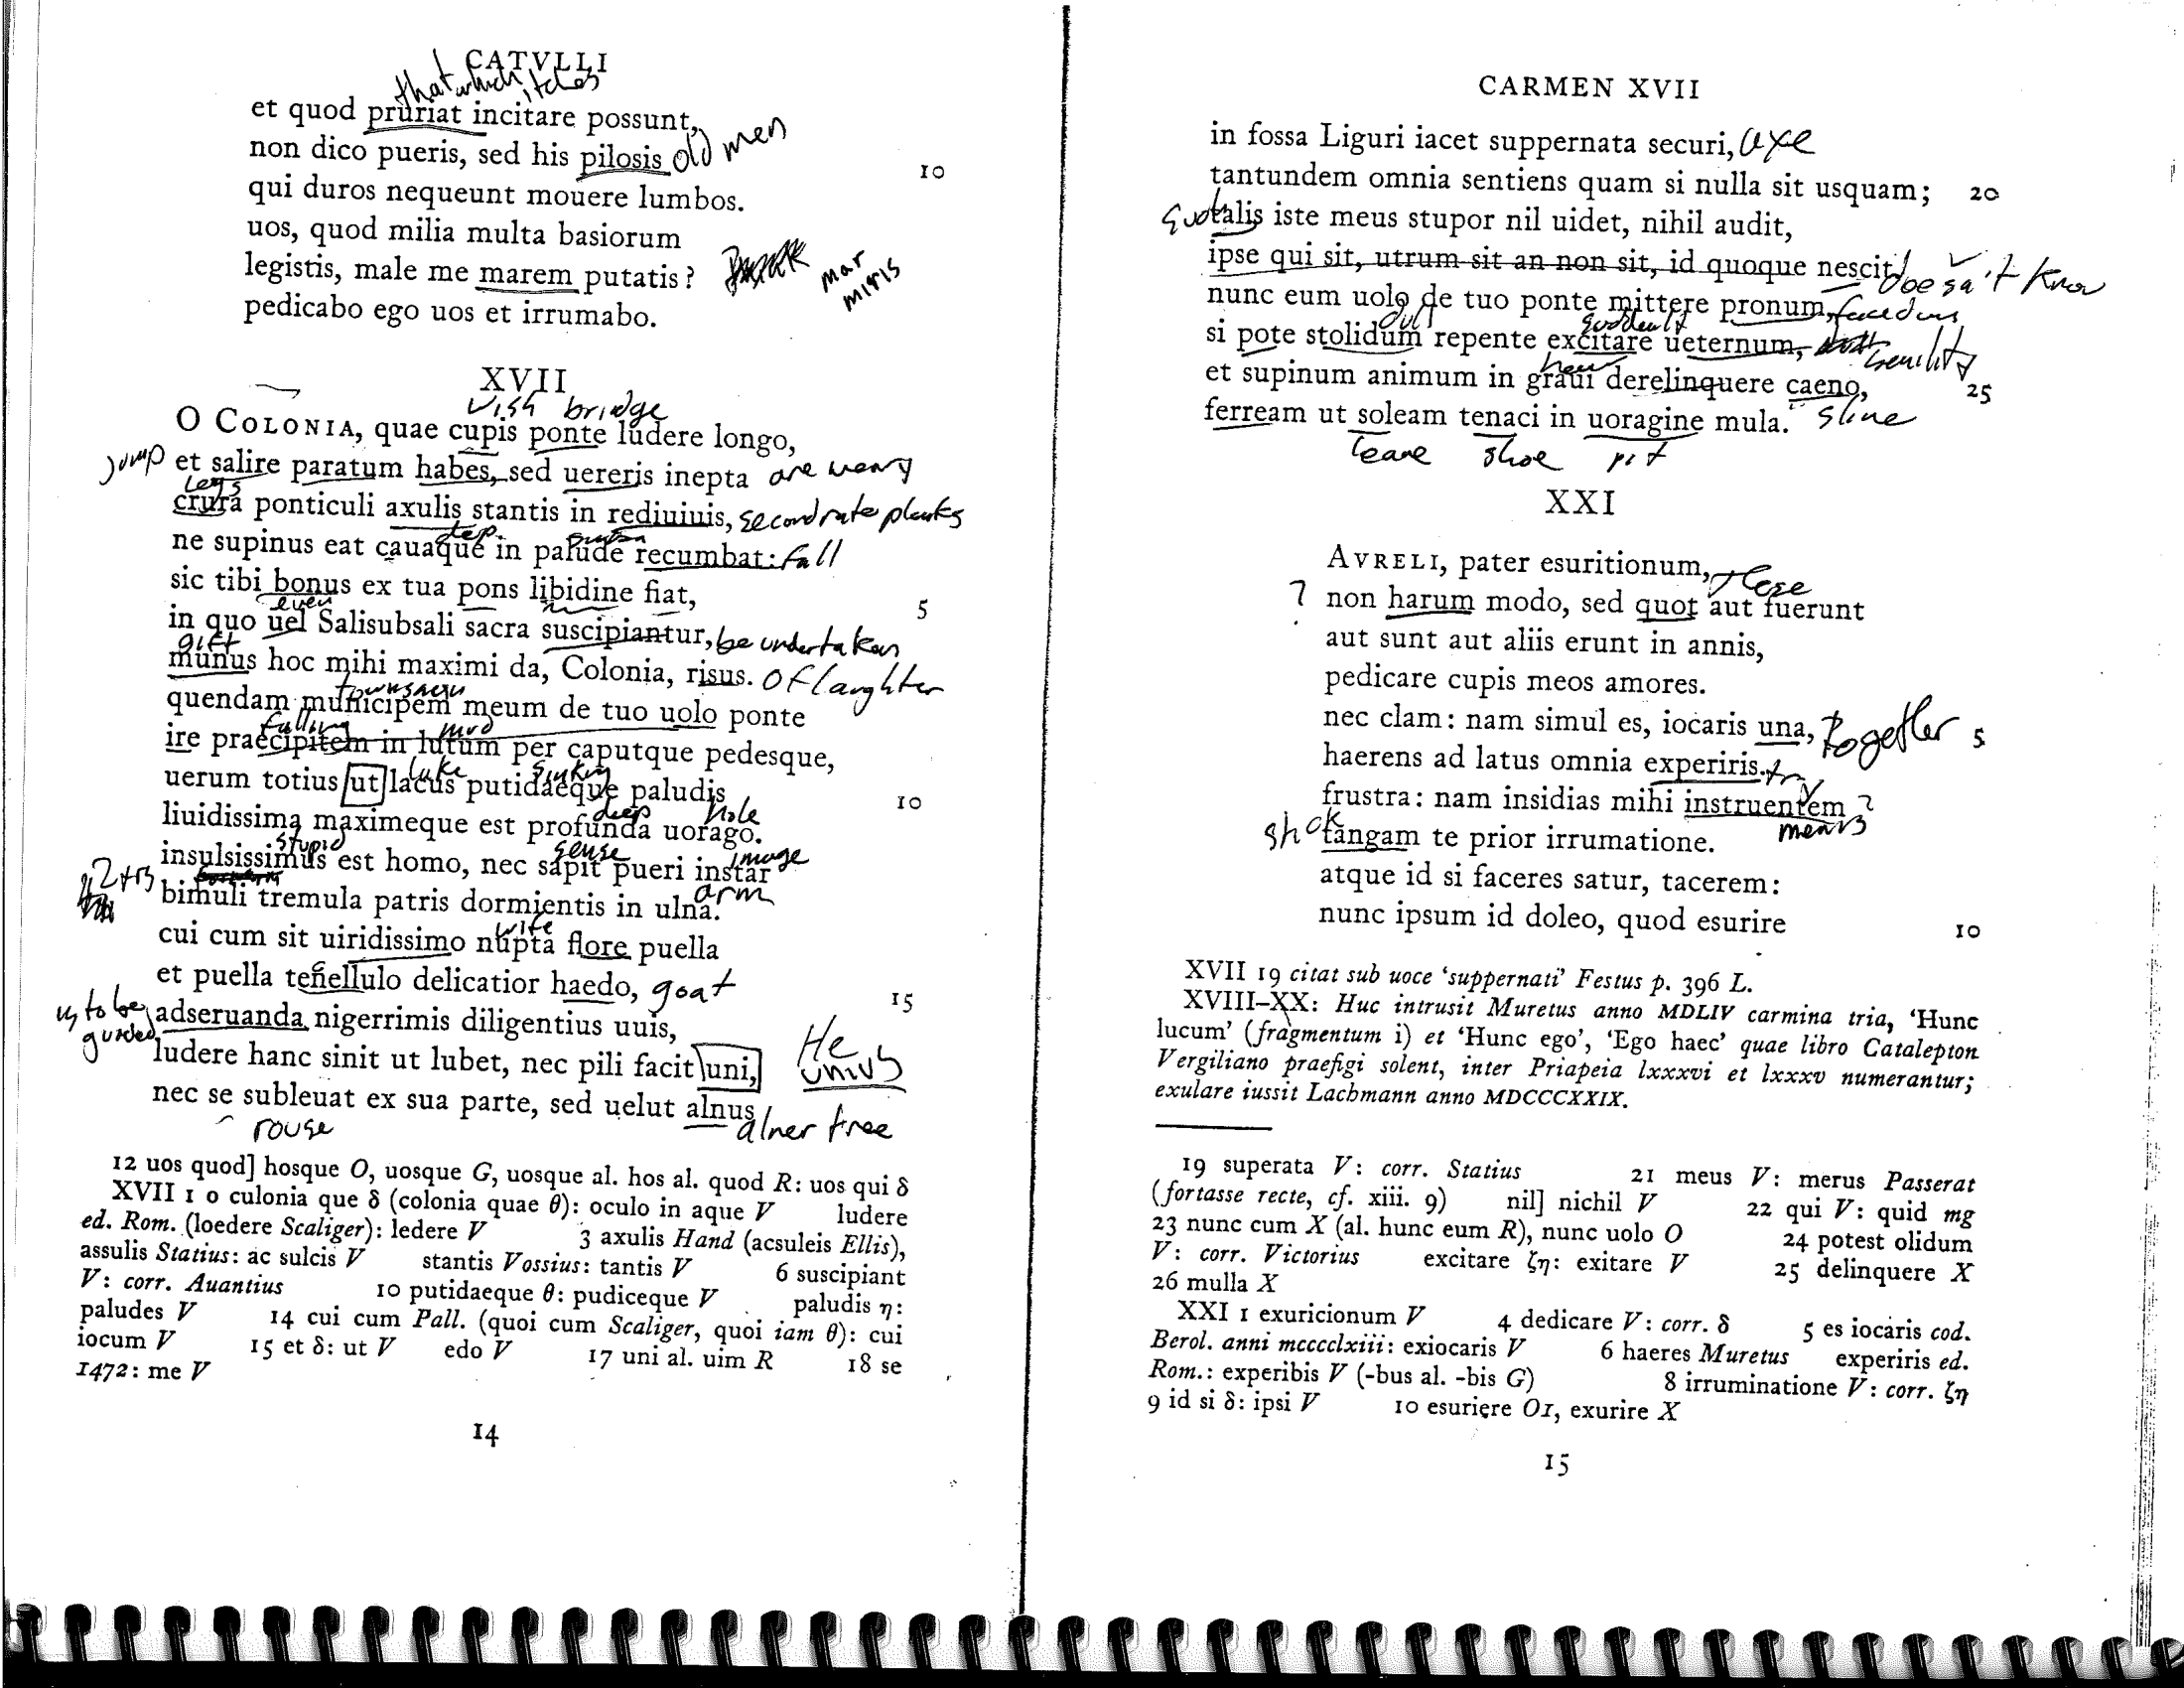 CATVLLI
that which itches
et quod pruriat incitare possunt,
non dico pueris, sed his pilosis old men
10
qui duros nequeunt mouere lumbos.
uos, quod milia multa basiorum
legistis, male me marem putatis? mar maris
pedicabo ego uos et irrumabo.
XVII
wish bridge
O COLONIA, quae cupis ponte ludere longo,
jump et salire paratum habes, sed uereris inepta are weary
legs
crura ponticuli axulis stantis in rediuiuis, second rate planks
ne supinus eat cauaque in palude recumbat: fall
sic tibi bonus ex tua pons libidine fiat,
5
even
in quo uel Salisubsali sacra suscipiantur, be undertaken
gift
munus hoc mihi maximi da, Colonia, risus. of laughter
quendam municipem meum de tuo uolo ponte
falling mud
ire praecipitem in lutum per caputque pedesque,
lake
uerum totius ut lacus putidaeque paludis
10
deep hole
liuidissima maximeque est profunda uorago.
stupid sense image
insulsissimus est homo, nec sapit pueri instar
2 yrs
bimuli tremula patris dormientis in ulna. arm
wife
cui cum sit uiridissimo nupta flore puella
et puella tenellulo delicatior haedo, goat
15
is to be guarded adseruanda nigerrimis diligentius uuis,
ludere hanc sinit ut lubet, nec pili facit uni, He unius
nec se subleuat ex sua parte, sed uelut alnus alner tree
rouse
12 uos quod] hosque O, uosque G, uosque al. hos al. quod R: uos qui δ
XVII 1 o culonia que δ (colonia quae θ): oculo in aque V ludere
ed. Rom. (loedere Scaliger): ledere V 3 axulis Hand (acsuleis Ellis),
assulis Statius: ac sulcis V stantis Vossius: tantis V 6 suscipiant
V: corr. Auantius 10 putidaeque θ: pudiceque V paludis η:
paludes V 14 cui cum Pall. (quoi cum Scaliger, quoi iam θ): cui
iocum V 15 et δ: ut V edo V 17 uni al. uim R 18 se
1472: me V
14
CARMEN XVII
in fossa Liguri iacet suppernata securi, axe
tantundem omnia sentiens quam si nulla sit usquam; 20
talis iste meus stupor nil uidet, nihil audit,
ipse qui sit, utrum sit an non sit, id quoque nescit. doesn't know
nunc eum uolo de tuo ponte mittere pronum,
dull suddenly
si pote stolidum repente excitare ueternum, senility
et supinum animum in graui derelinquere caeno,
25
ferream ut soleam tenaci in uoragine mula. slime
leave shoe pit
XXI
AVRELI, pater esuritionum,
? non harum modo, sed quot aut fuerunt
aut sunt aut aliis erunt in annis,
pedicare cupis meos amores.
nec clam: nam simul es, iocaris una, together 5
haerens ad latus omnia experiris. try
frustra: nam insidias mihi instruentem ?
means
tangam te prior irrumatione.
atque id si faceres satur, tacerem:
nunc ipsum id doleo, quod esurire
10
XVII 19 citat sub uoce 'suppernati' Festus p. 396 L.
XVIII–XX: Huc intrusit Muretus anno MDLIV carmina tria, 'Hunc
lucum' (fragmentum i) et 'Hunc ego', 'Ego haec' quae libro Catalepton
Vergiliano praefigi solent, inter Priapeia lxxxvi et lxxxv numerantur;
exulare iussit Lachmann anno MDCCCXXIX.
19 superata V: corr. Statius 21 meus V: merus Passerat
(fortasse recte, cf. xiii. 9) nil] nichil V 22 qui V: quid mg
23 nunc cum X (al. hunc eum R), nunc uolo O 24 potest olidum
V: corr. Victorius excitare ζη: exitare V 25 delinquere X
26 mulla X
XXI 1 exuricionum V 4 dedicare V: corr. δ 5 es iocaris cod.
Berol. anni mcccclxiii: exiocaris V 6 haeres Muretus experiris ed.
Rom.: experibis V (-bus al. -bis G) 8 irruminatione V: corr. ζη
9 id si δ: ipsi V 10 esuriere O1, exurire X
15